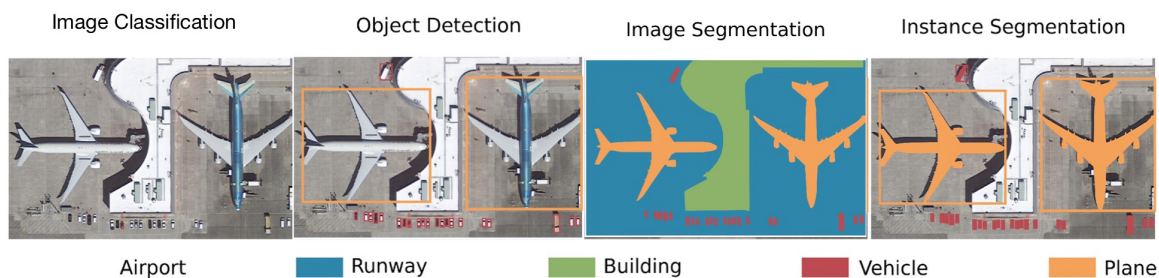 Image Classification
Object Detection
Image Segmentation
Instance Segmentation
Airport
Runway
Building
Vehicle
Plane